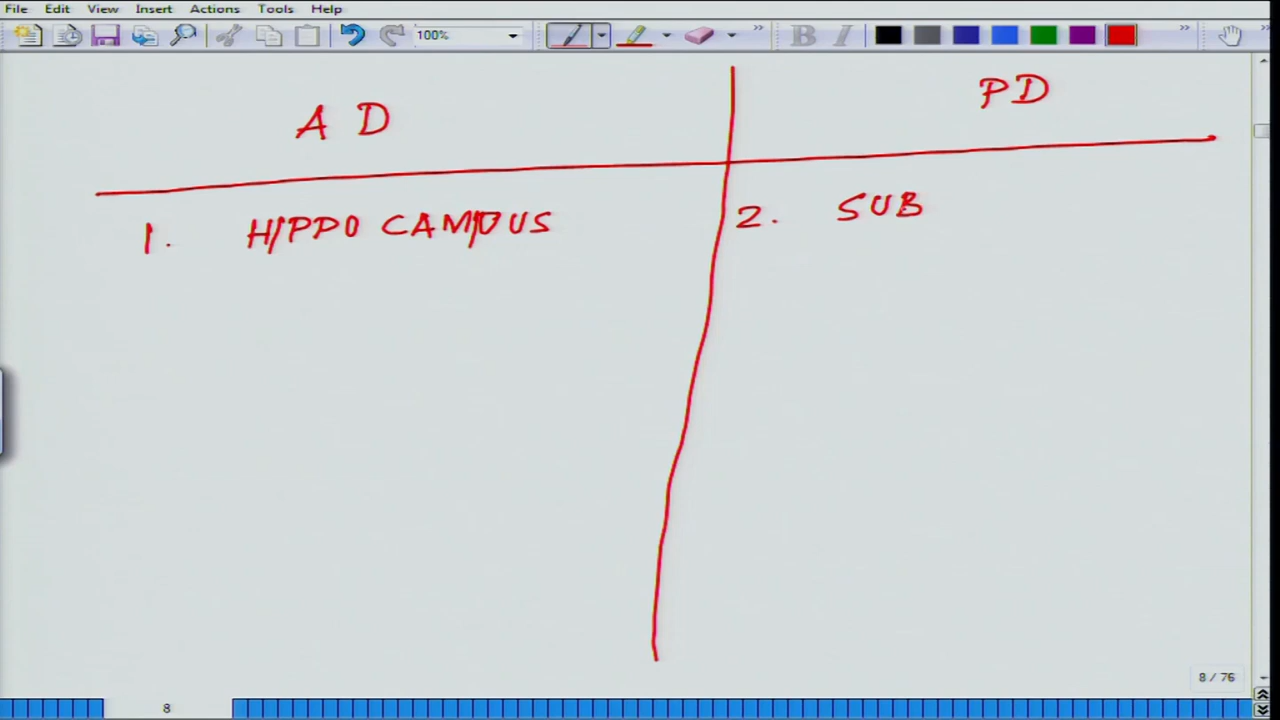 File Edit View Insert Actions Tools Help
100%
B I
A D
PD
1. HIPPO CAMPUS
2. SUB
8 / 76
8